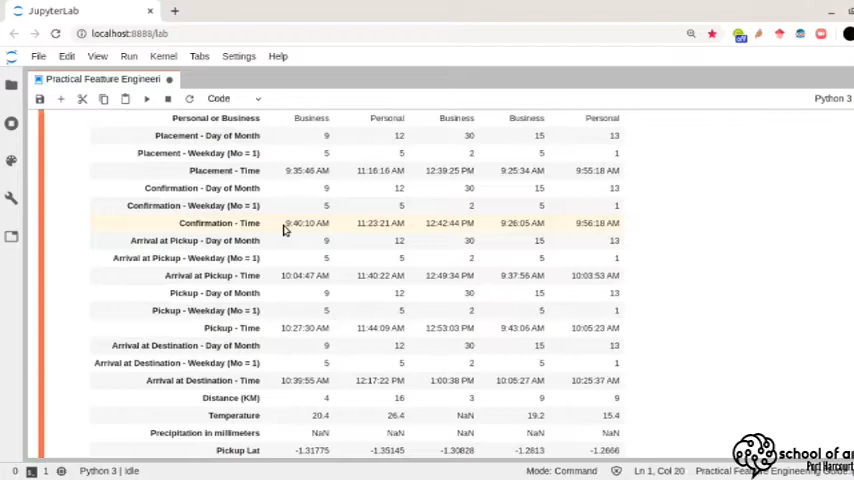 JupyterLab
localhost:8888/lab
File Edit View Run Kernel Tabs Settings Help
Practical Featture Engineeri
Code
Python 3
Personal or Business Business Personal Business Business Personal
Placement - Day of Month 9 12 30 15 13
Placement - Weekday (Mo = 1) 5 5 2 5 1
Placement - Time 9:35:46 AM 11:16:16 AM 12:39:25 PM 9:25:34 AM 9:55:18 AM
Confirmation - Day of Month 9 12 30 15 13
Confirmation - Weekday (Mo = 1) 5 5 2 5 1
Confirmation - Time 9:40:10 AM 11:23:21 AM 12:42:44 PM 9:26:05 AM 9:56:18 AM
Arrival at Pickup - Day of Month 9 12 30 15 13
Arrival at Pickup - Weekday (Mo = 1) 5 5 2 5 1
Arrival at Pickup - Time 10:04:47 AM 11:40:22 AM 12:49:34 PM 9:37:56 AM 10:03:53 AM
Pickup - Day of Month 9 12 30 15 13
Pickup - Weekday (Mo = 1) 5 5 2 5 1
Pickup - Time 10:27:30 AM 11:44:09 AM 12:53:03 PM 9:43:06 AM 10:05:23 AM
Arrival at Destination - Day of Month 9 12 30 15 13
Arrival at Destination - Weekday (Mo = 1) 5 5 2 5 1
Arrival at Destination - Time 10:39:55 AM 12:17:22 PM 1:00:38 PM 10:05:27 AM 10:25:37 AM
Distance (KM) 4 16 3 9 9
Temperature 20.4 26.4 NaN 19.2 15.4
Precipitation in millimeters NaN NaN NaN NaN NaN
Pickup Lat -1.31775 -1.35145 -1.30828 -1.2813 -1.2666
school of a
Port Harcourt
0 1 Python 3 | Idle Mode: Command Ln 1, Col 20 Practical